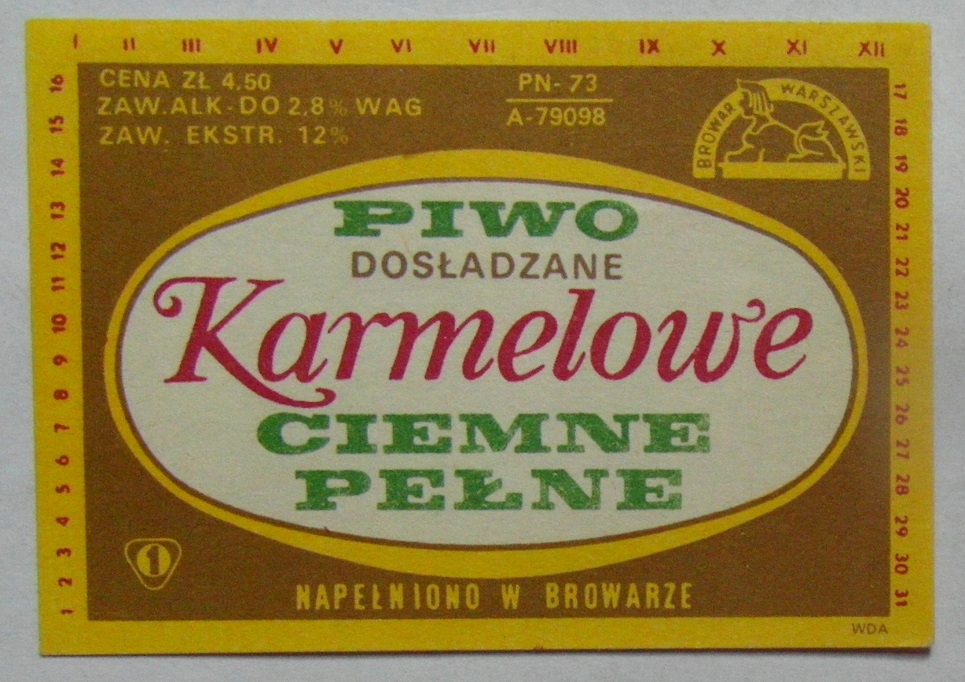 I II III IV V VI VII VIII IX X XI XII
CENA ZŁ 4,50
ZAW. ALK - DO 2,8% WAG
ZAW. EKSTR. 12%
PN - 73
A-79098
BROWAR WARSZAWSKI
PIWO
DOSŁADZANE
Karmelowe
CIEMNE
PEŁNE
1
NAPEŁNIONO W BROWARZE
1 2 3 4 5 6 7 8 9 10 11 12 13 14 15 16
17 18 19 20 21 22 23 24 25 26 27 28 29 30 31
WDA